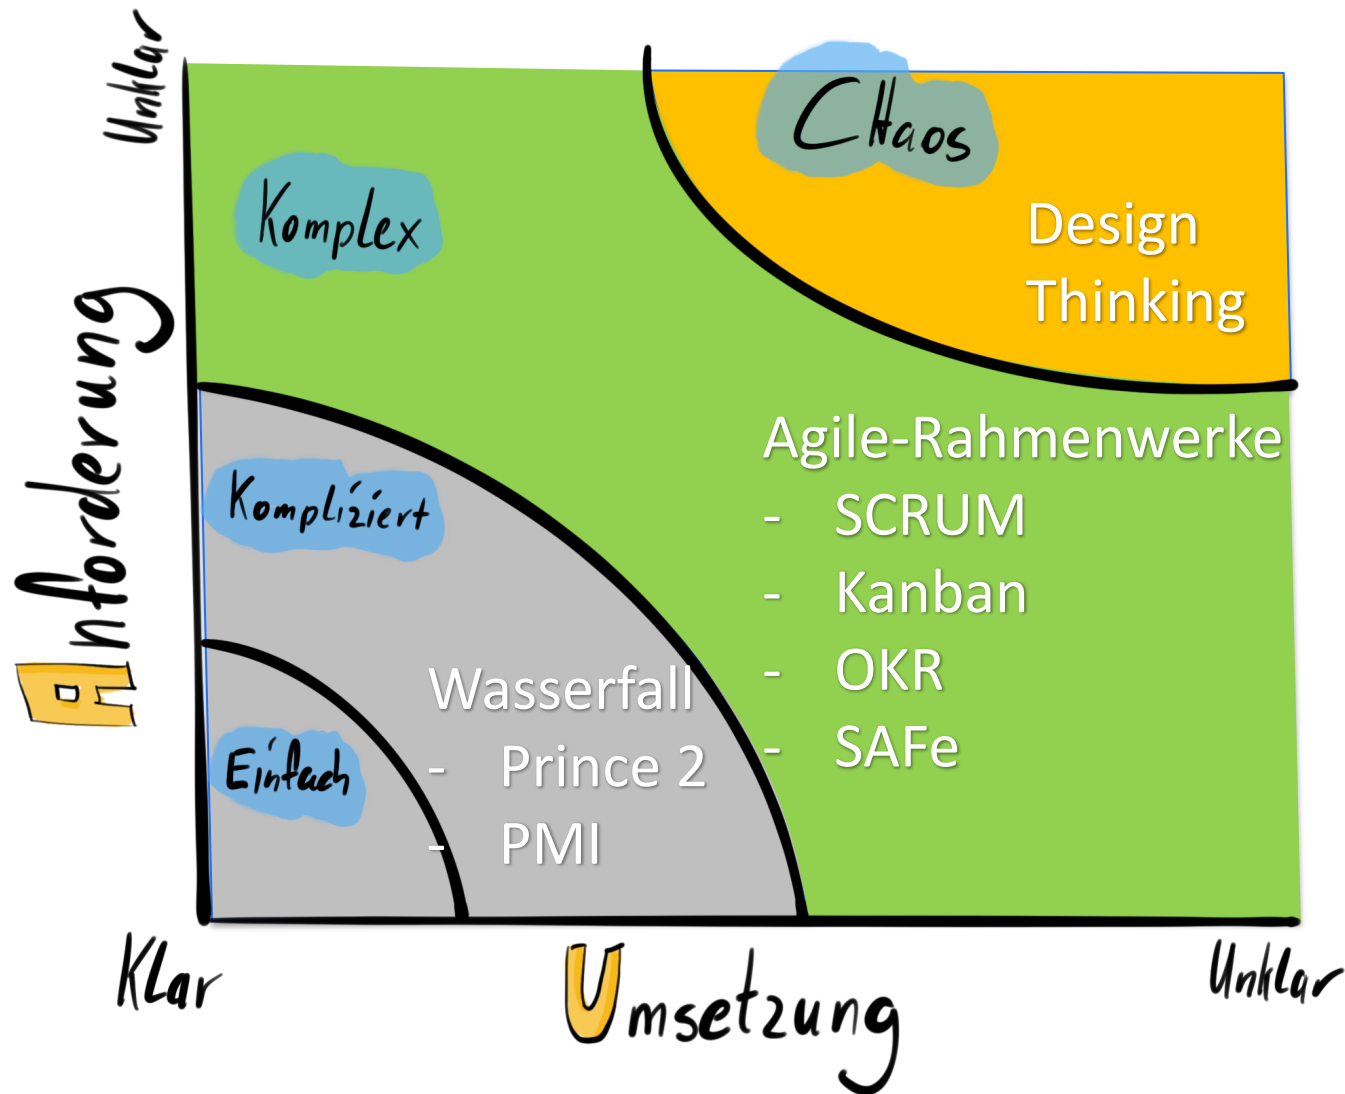 Unklar
CHaos
Komplex
Design
Thinking
Anforderung
Agile-Rahmenwerke
- SCRUM
- Kanban
- OKR
- SAFe
Kompliziert
Wasserfall
- Prince 2
- PMI
Einfach
Klar
Umsetzung
Unklar